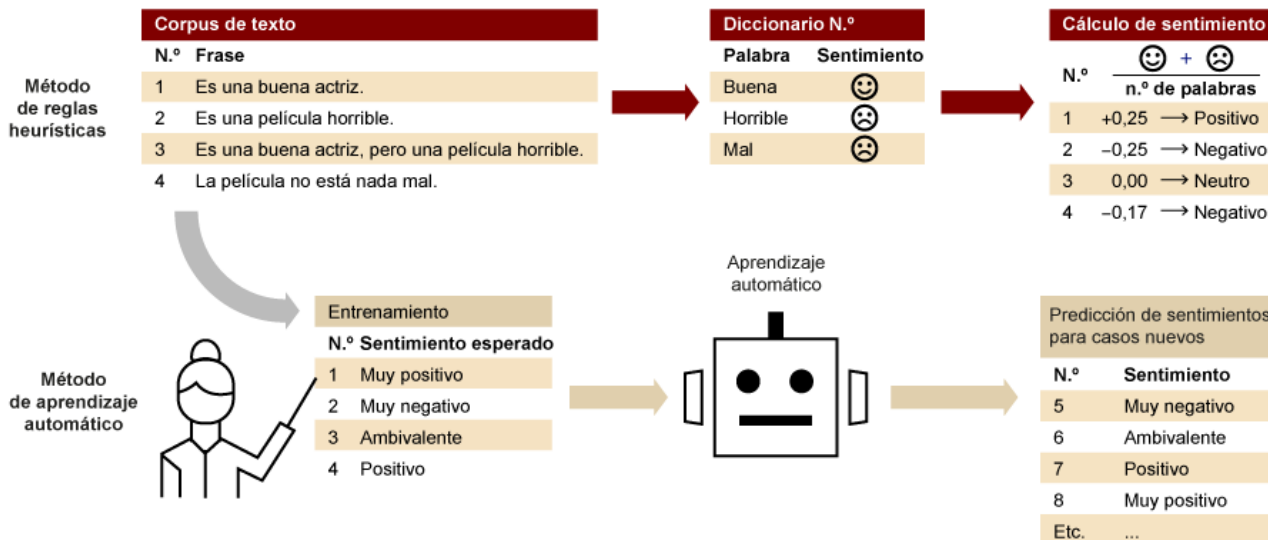 Corpus de texto
N.º Frase
1 Es una buena actriz.
2 Es una película horrible.
3 Es una buena actriz, pero una película horrible.
4 La película no está nada mal.
Método
de reglas
heurísticas
Diccionario N.º
Palabra Sentimiento
Buena
Horrible
Mal
Cálculo de sentimiento
N.º
+
n.º de palabras
1 +0,25 → Positivo
2 −0,25 → Negativo
3 0,00 → Neutro
4 −0,17 → Negativo
Método
de aprendizaje
automático
Entrenamiento
N.º Sentimiento esperado
1 Muy positivo
2 Muy negativo
3 Ambivalente
4 Positivo
Aprendizaje
automático
Predicción de sentimientos
para casos nuevos
N.º Sentimiento
5 Muy negativo
6 Ambivalente
7 Positivo
8 Muy positivo
Etc. ...